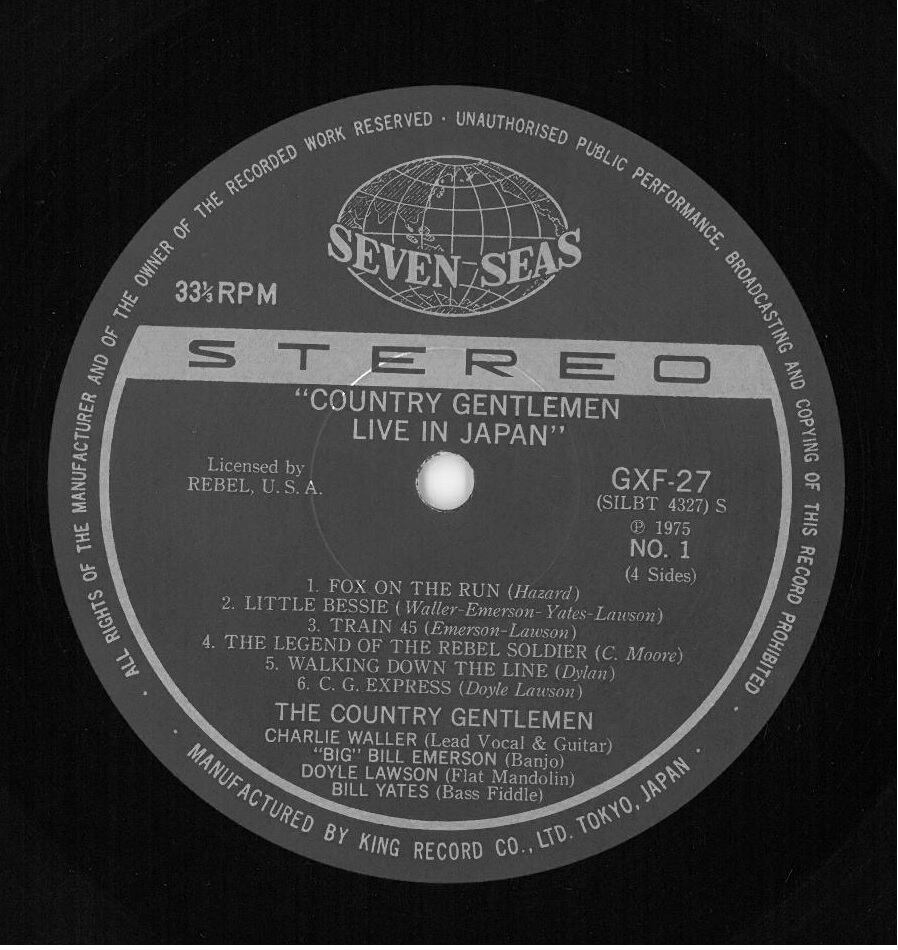 ALL RIGHTS OF THE MANUFACTURER AND OF THE OWNER OF THE RECORDED WORK RESERVED · UNAUTHORISED PUBLIC PERFORMANCE, BROADCASTING AND COPYING OF THIS RECORD PROHIBITED
SEVEN SEAS
33⅓ RPM
STEREO
“COUNTRY GENTLEMEN
LIVE IN JAPAN”
Licensed by
REBEL, U. S. A.
GXF-27
(SILBT 4327) S
Ⓟ 1975
NO. 1
(4 Sides)
1. FOX ON THE RUN (Hazard)
2. LITTLE BESSIE (Waller-Emerson-Yates-Lawson)
3. TRAIN 45 (Emerson-Lawson)
4. THE LEGEND OF THE REBEL SOLDIER (C. Moore)
5. WALKING DOWN THE LINE (Dylan)
6. C. G. EXPRESS (Doyle Lawson)
THE COUNTRY GENTLEMEN
CHARLIE WALLER (Lead Vocal & Guitar)
“BIG” BILL EMERSON (Banjo)
DOYLE LAWSON (Flat Mandolin)
BILL YATES (Bass Fiddle)
· MANUFACTURED BY KING RECORD CO., LTD. TOKYO, JAPAN ·